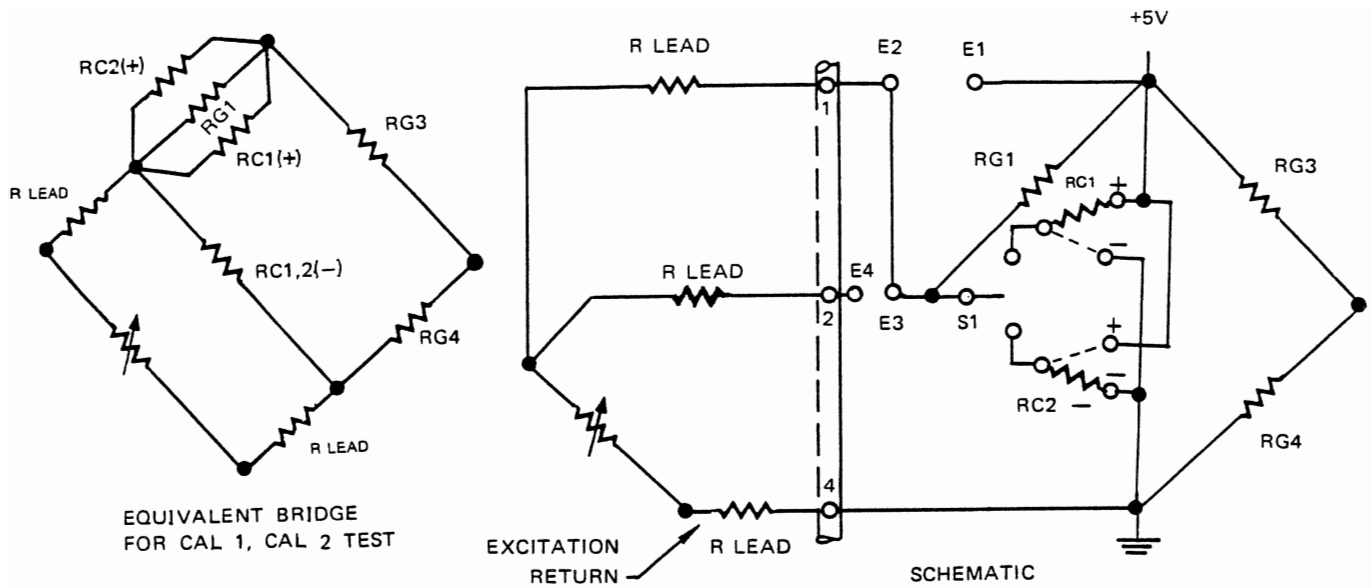 RC2(+)
RG1
RC1(+)
RG3
R LEAD
RC1,2(−)
RG4
R LEAD
EQUIVALENT BRIDGE
FOR CAL 1, CAL 2 TEST
R LEAD
E2
E1
+5V
1
RG1
RC1
+
−
RG3
R LEAD
E4
2
E3
S1
+
−
RC2
−
RG4
4
EXCITATION
RETURN
R LEAD
SCHEMATIC